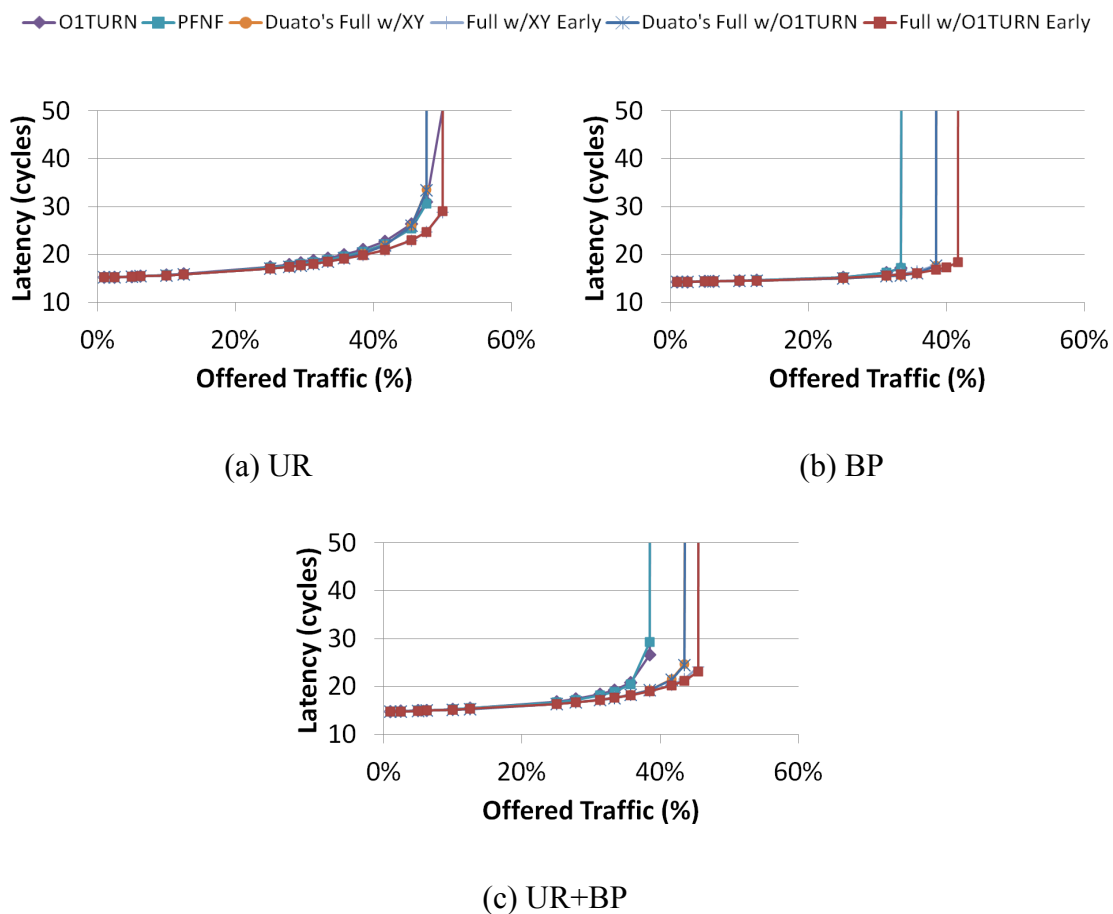 O1TURN PFNF Duato's Full w/XY Full w/XY Early Duato's Full w/O1TURN Full w/O1TURN Early
50
40
30
20
10
Latency (cycles)
0% 20% 40% 60%
Offered Traffic (%)
(a) UR
50
40
30
20
10
Latency (cycles)
0% 20% 40% 60%
Offered Traffic (%)
(b) BP
50
40
30
20
10
Latency (cycles)
0% 20% 40% 60%
Offered Traffic (%)
(c) UR+BP